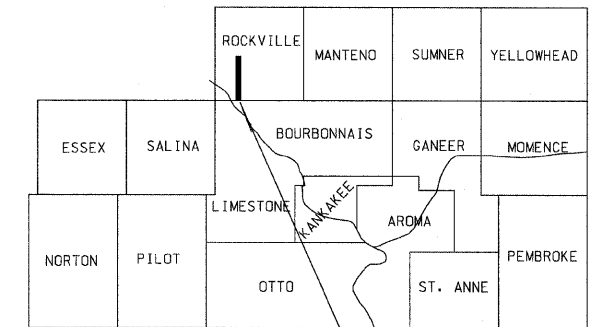 ROCKVILLE
MANTENO
SUMNER
YELLOWHEAD
ESSEX
SALINA
BOURBONNAIS
GANEER
MOMENCE
LIMESTONE
KANKAKEE
AROMA
NORTON
PILOT
OTTO
ST. ANNE
PEMBROKE